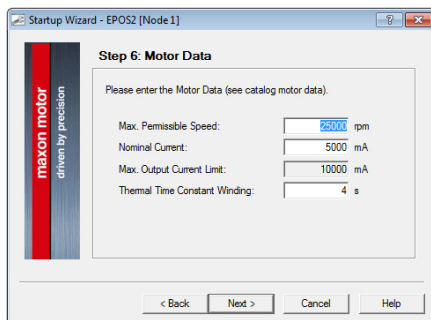 Startup Wizard - EPOS2 [Node 1]
maxon motor
driven by precision
Step 6: Motor Data
Please enter the Motor Data (see catalog motor data).
Max. Permissible Speed: 25000 rpm
Nominal Current: 5000 mA
Max. Output Current Limit: 10000 mA
Thermal Time Constant Winding: 4 s
< Back Next > Cancel Help